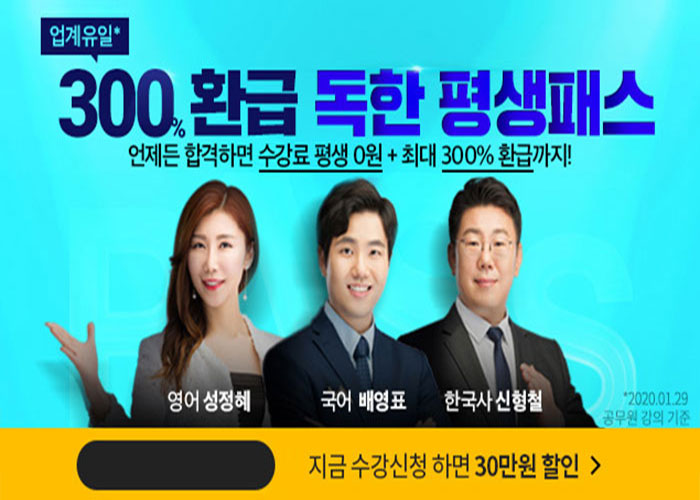 업계유일*
300% 환급 독한 평생패스
언제든 합격하면 수강료 평생 0원 + 최대 300% 환급까지!
PASS
영어 성정혜
국어 배영표
한국사 신형철
*2020.01.29
공무원 강의 기준
지금 수강신청 하면 30만원 할인 >